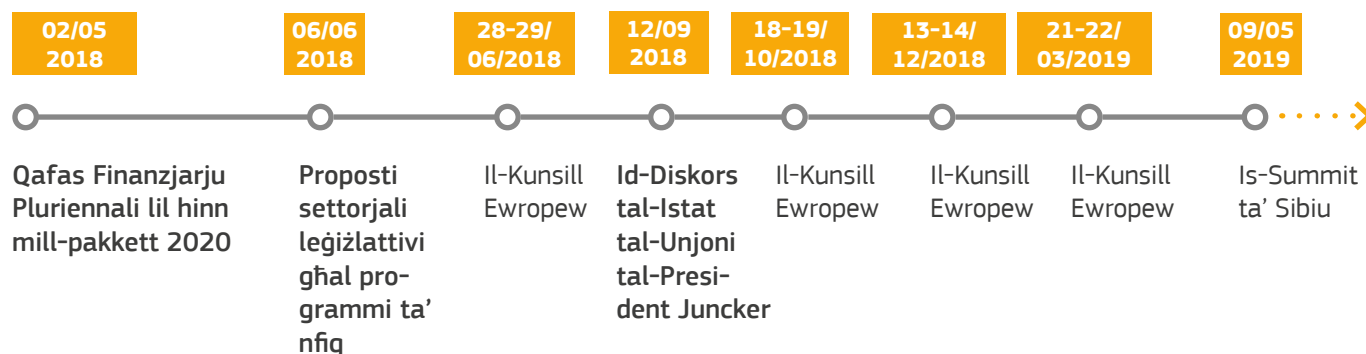 02/05
2018
06/06
2018
28-29/
06/2018
12/09
2018
18-19/
10/2018
13-14/
12/2018
21-22/
03/2019
09/05
2019
Qafas Finanzjarju
Pluriennali lil hinn
mill-pakkett 2020
Proposti
settorjali
leġiżlattivi
għal pro-
grammi ta’
nfiq
Il-Kunsill
Ewropew
Id-Diskors
tal-Istat
tal-Unjoni
tal-Presi-
dent Juncker
Il-Kunsill
Ewropew
Il-Kunsill
Ewropew
Il-Kunsill
Ewropew
Is-Summit
ta’ Sibiu